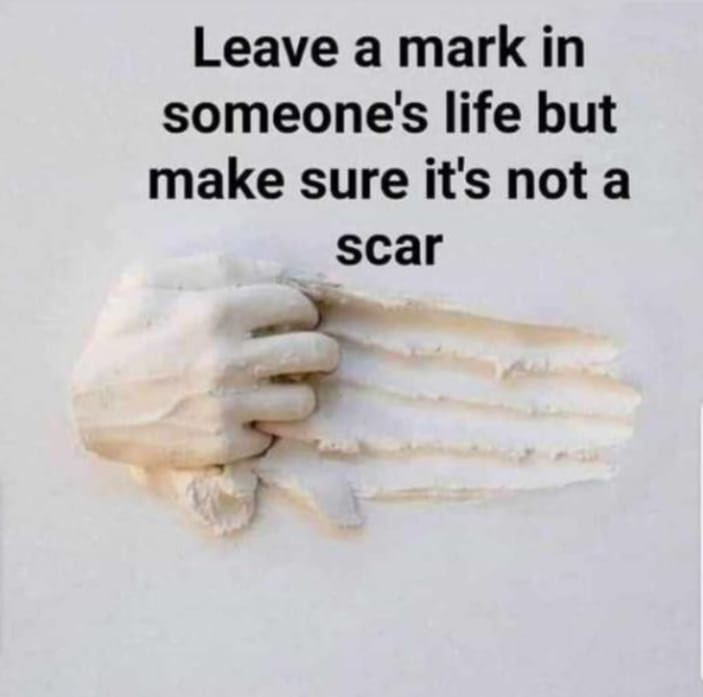 Leave a mark in
someone's life but
make sure it's not a
scar